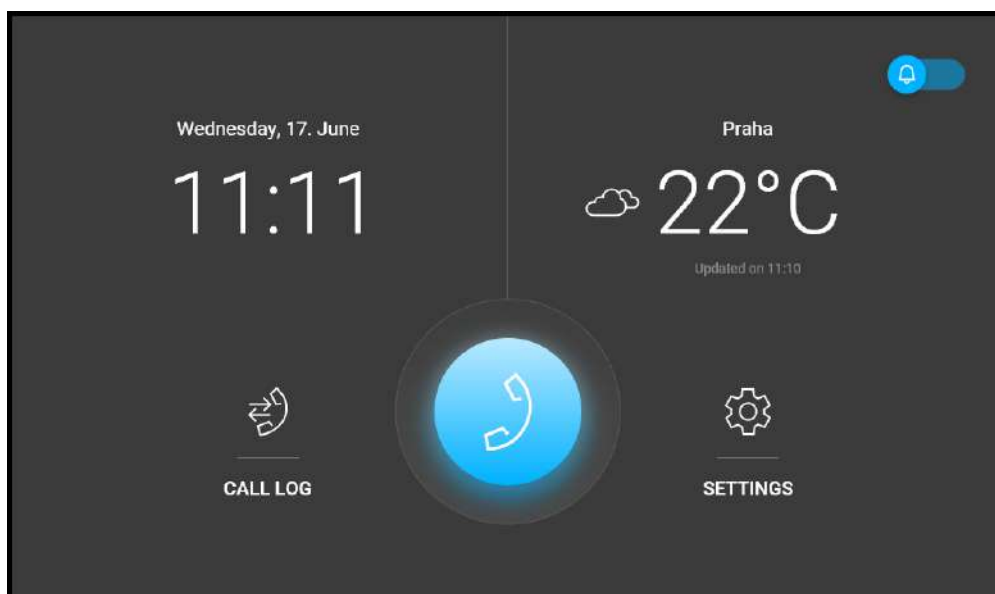 Wednesday, 17. June
11:11
Praha
22°C
Updated on 11:10
CALL LOG
SETTINGS